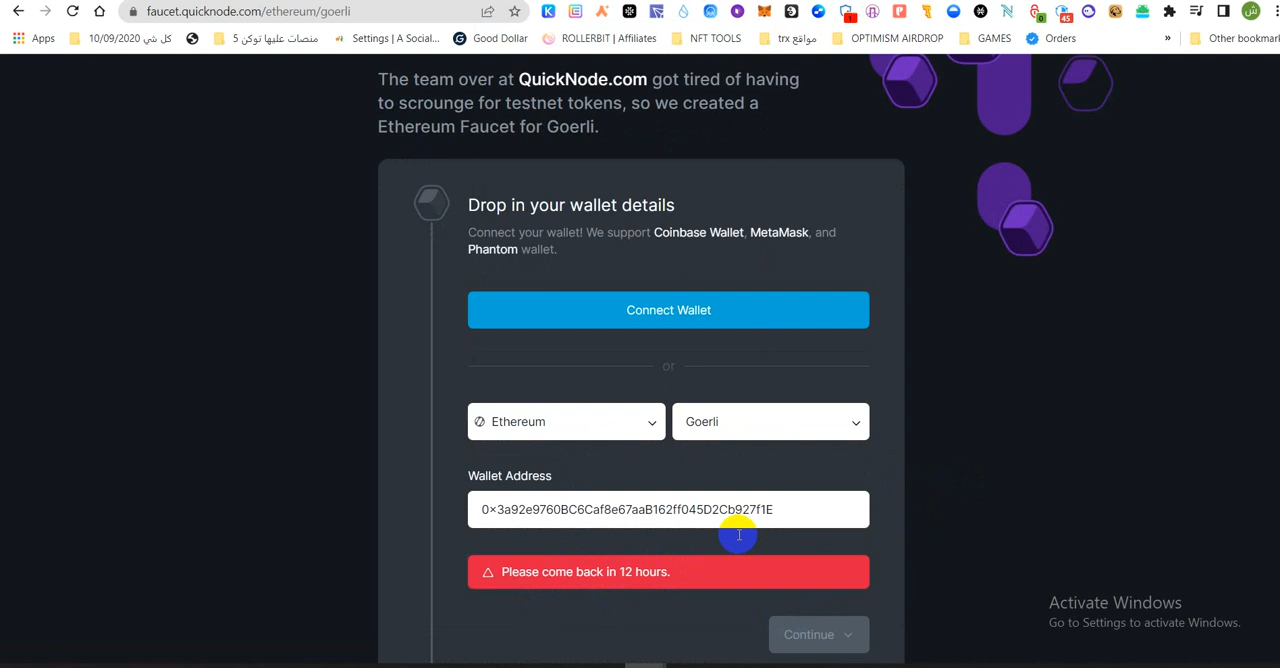 faucet.quicknode.com/ethereum/goerli
1
0
45
ش
Apps
كل شي 10/09/2020
منصات عليها توكن 5
Settings | A Social...
Good Dollar
ROLLERBIT | Affiliates
NFT TOOLS
مواقع trx
OPTIMISM AIRDROP
GAMES
Orders
»
Other bookmark
The team over at QuickNode.com got tired of having
to scrounge for testnet tokens, so we created a
Ethereum Faucet for Goerli.
Drop in your wallet details
Connect your wallet! We support Coinbase Wallet, MetaMask, and
Phantom wallet.
Connect Wallet
or
Ethereum
Goerli
Wallet Address
0x3a92e9760BC6Caf8e67aaB162ff045D2Cb927f1E
Please come back in 12 hours.
Continue
Activate Windows
Go to Settings to activate Windows.